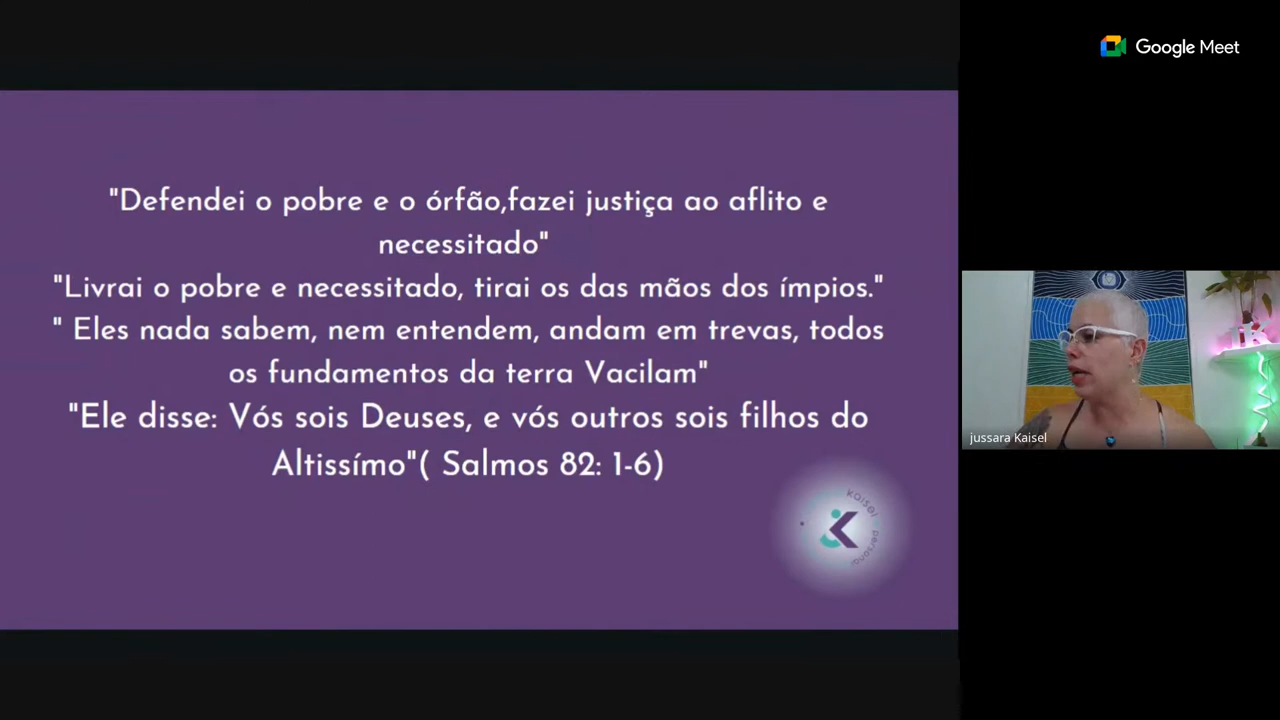 Google Meet
"Defendei o pobre e o órfão,fazei justiça ao aflito e
necessitado"
"Livrai o pobre e necessitado, tirai os das mãos dos ímpios."
" Eles nada sabem, nem entendem, andam em trevas, todos
os fundamentos da terra Vacilam"
"Ele disse: Vós sois Deuses, e vós outros sois filhos do
Altissímo"( Salmos 82: 1-6)
jussara Kaisel
kaisel